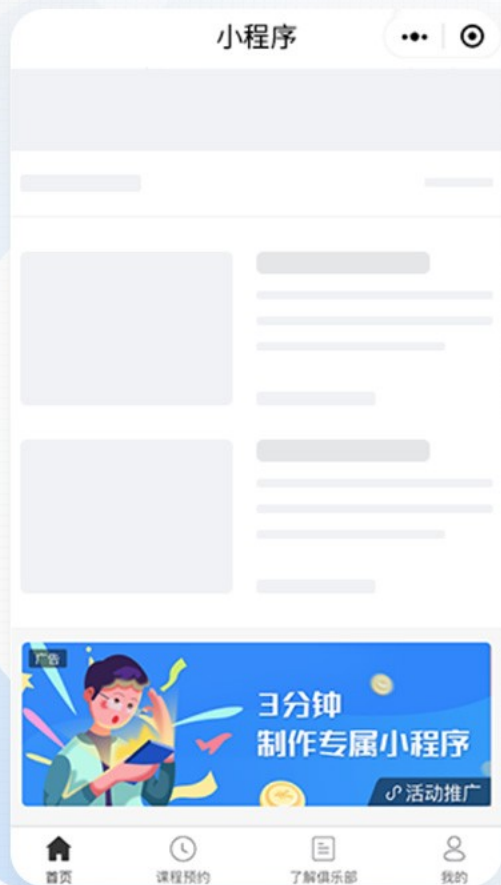 小程序
广告
3分钟
制作专属小程序
活动推广
首页
课程预约
了解俱乐部
我的